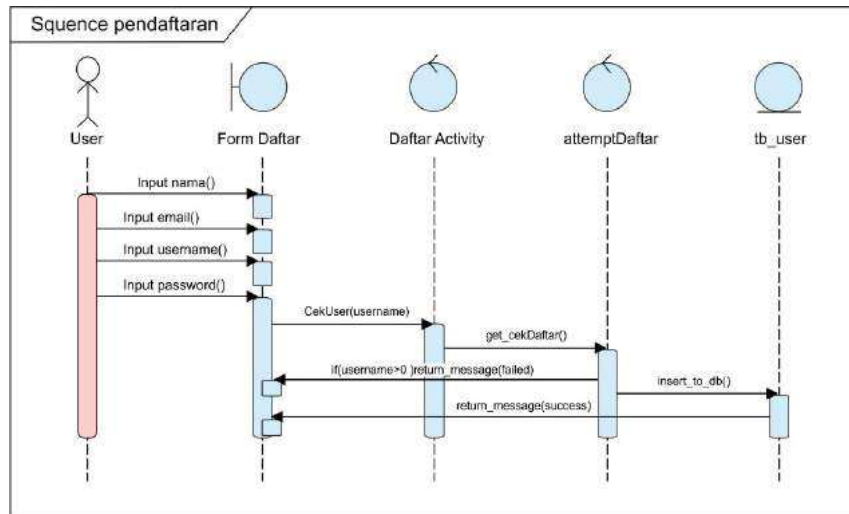 Squence pendaftaran
User
Form Daftar
Daftar Activity
attemptDaftar
tb_user
Input nama()
Input email()
Input username()
Input password()
CekUser(username)
get_cekDaftar()
if(username>0 )return_message(failed)
insert_to_db()
return_message(success)